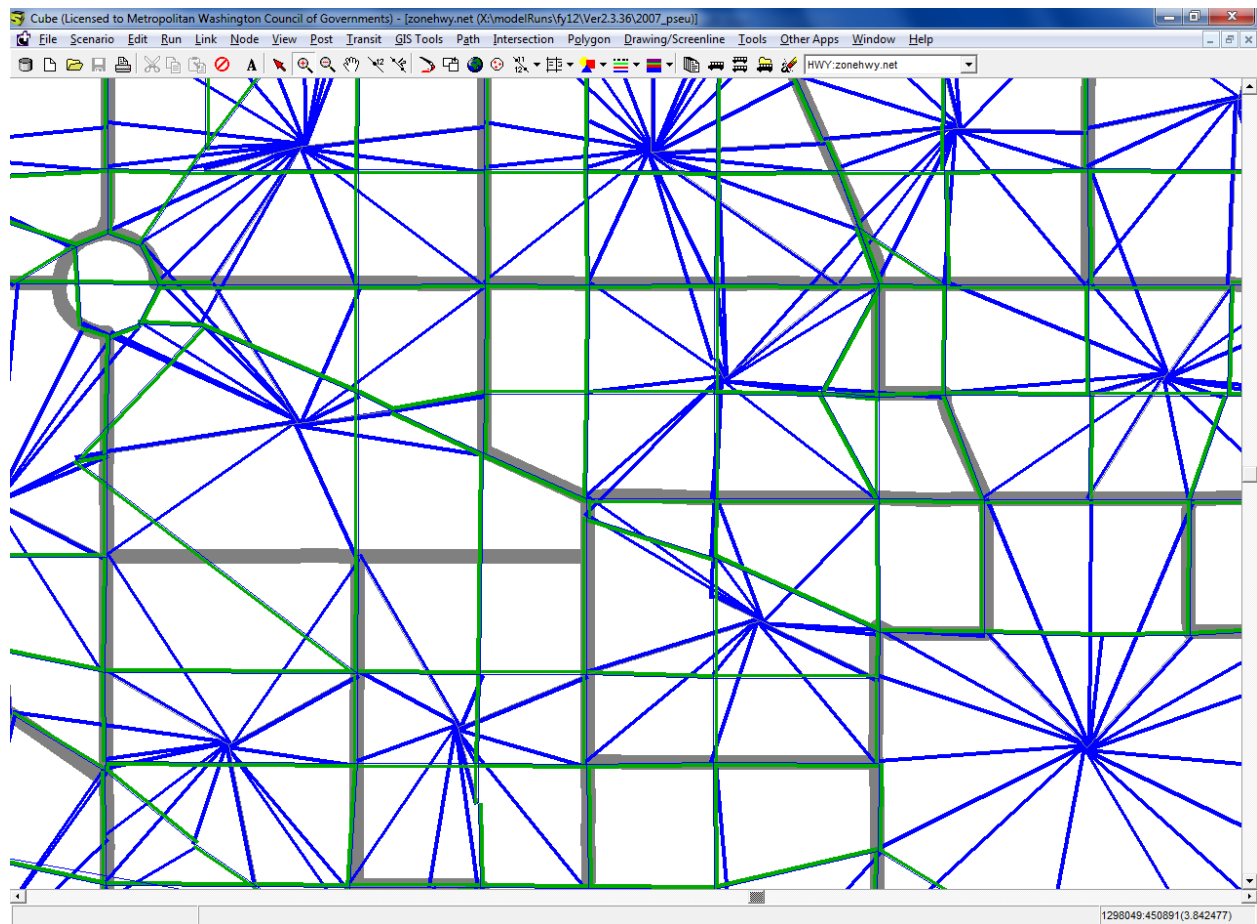 Cube (Licensed to Metropolitan Washington Council of Governments) - [zonehwy.net (X:\modelRuns\fy12\Ver2.3.36\2007_pseu)]
File Scenario Edit Run Link Node View Post Transit GIS Tools Path Intersection Polygon Drawing/Screenline Tools Other Apps Window Help
HWY:zonehwy.net
1298049:450891(3.842477)